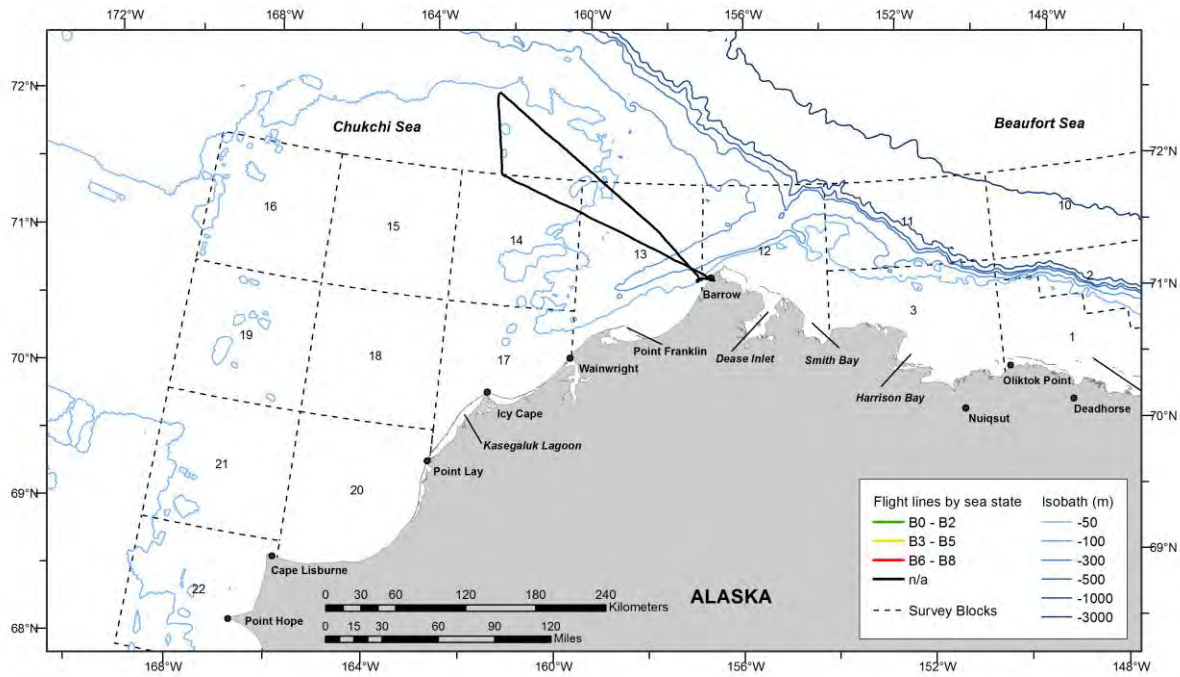 172°W 168°W 164°W 160°W 156°W 152°W 148°W
72°N
Chukchi Sea
Beaufort Sea
72°N
71°N
16
15
14
13
12
11
10
2
71°N
Barrow
3
1
19
18
17
70°N
Wainwright
Point Franklin
Dease Inlet
Smith Bay
Harrison Bay
Oliktok Point
Deadhorse
Nuiqsut
70°N
Icy Cape
Kasegaluk Lagoon
Point Lay
21
20
69°N
69°N
Cape Lisburne
22
Point Hope
68°N
ALASKA
0 30 60 120 180 240
Kilometers
0 15 30 60 90 120
Miles
Flight lines by sea state
B0 - B2
B3 - B5
B6 - B8
n/a
Survey Blocks
Isobath (m)
-50
-100
-300
-500
-1000
-3000
168°W 164°W 160°W 156°W 152°W 148°W